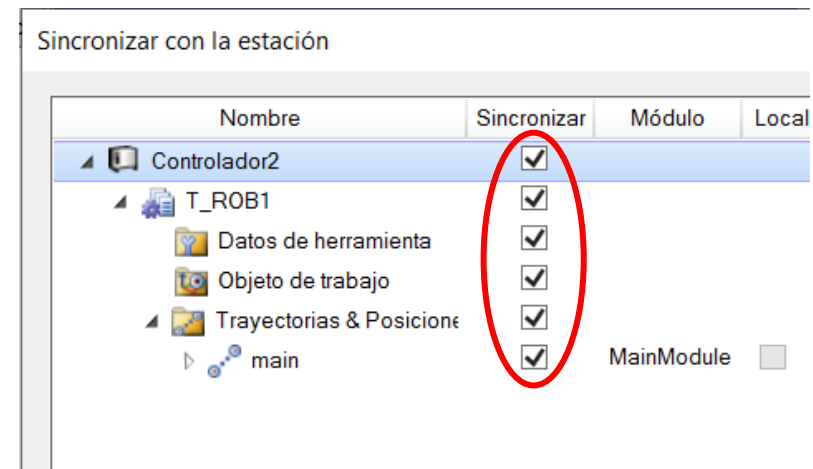 Sincronizar con la estación
Nombre Sincronizar Módulo Local
Controlador2
T_ROB1
Datos de herramienta
Objeto de trabajo
Trayectorias & Posicione
main MainModule